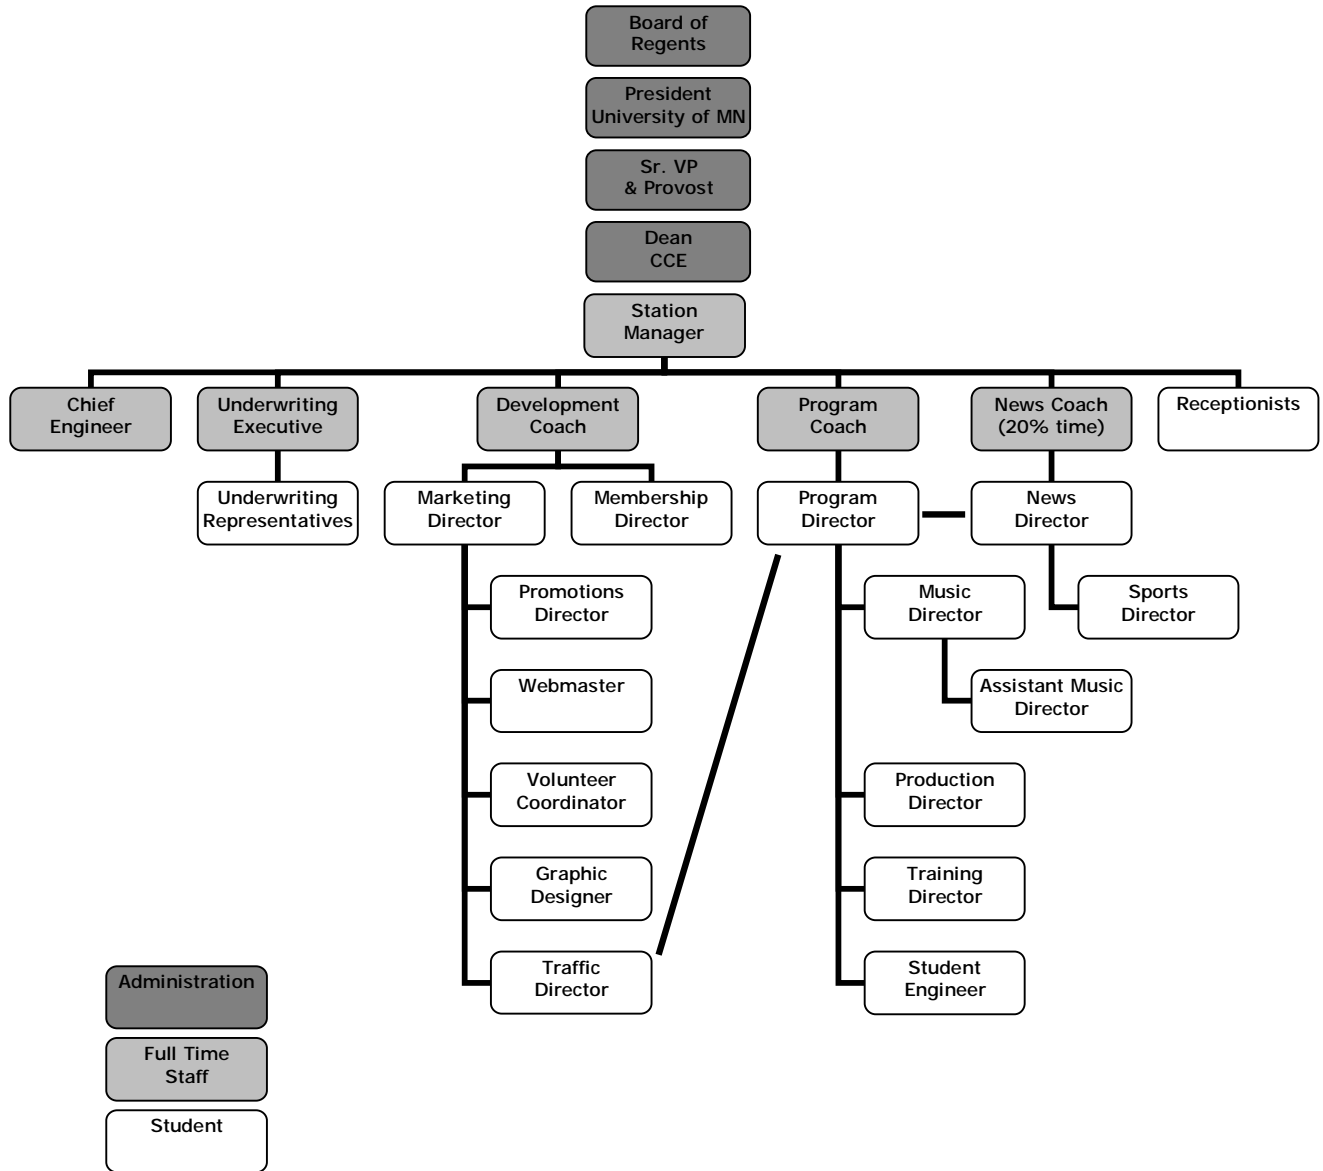 Board of
Regents
President
University of MN
Sr. VP
& Provost
Dean
CCE
Station
Manager
Chief
Engineer
Underwriting
Executive
Development
Coach
Program
Coach
News Coach
(20% time)
Receptionists
Underwriting
Representatives
Marketing
Director
Membership
Director
Program
Director
News
Director
Promotions
Director
Music
Director
Sports
Director
Webmaster
Assistant Music
Director
Volunteer
Coordinator
Production
Director
Graphic
Designer
Training
Director
Traffic
Director
Student
Engineer
Administration
Full Time
Staff
Student